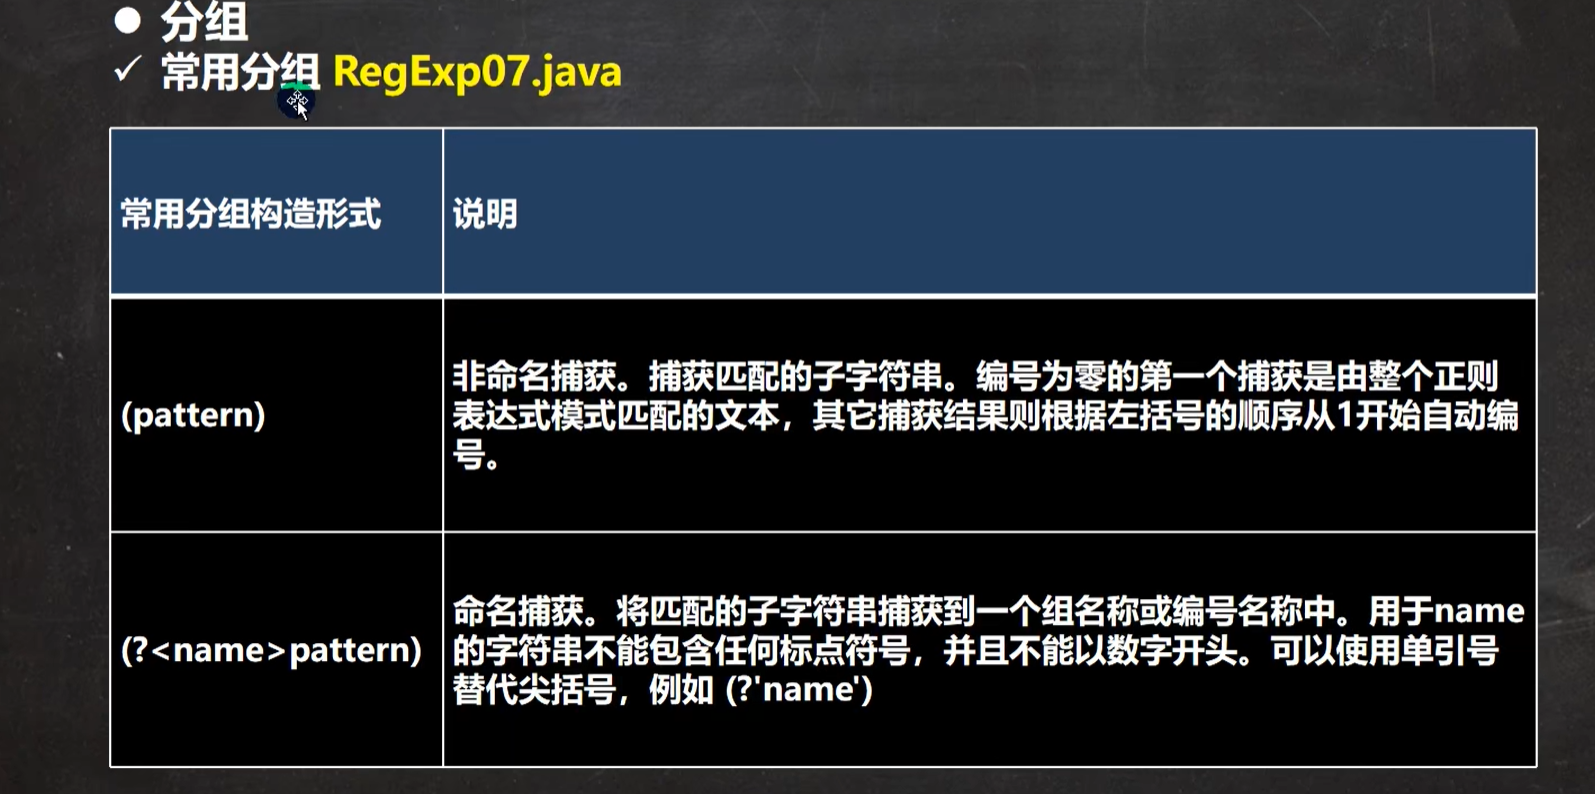 分组
常用分组 RegExp07.java
常用分组构造形式
说明
(pattern)
非命名捕获。捕获匹配的子字符串。编号为零的第一个捕获是由整个正则
表达式模式匹配的文本，其它捕获结果则根据左括号的顺序从1开始自动编
号。
(?<name>pattern)
命名捕获。将匹配的子字符串捕获到一个组名称或编号名称中。用于name
的字符串不能包含任何标点符号，并且不能以数字开头。可以使用单引号
替代尖括号，例如 (?'name')